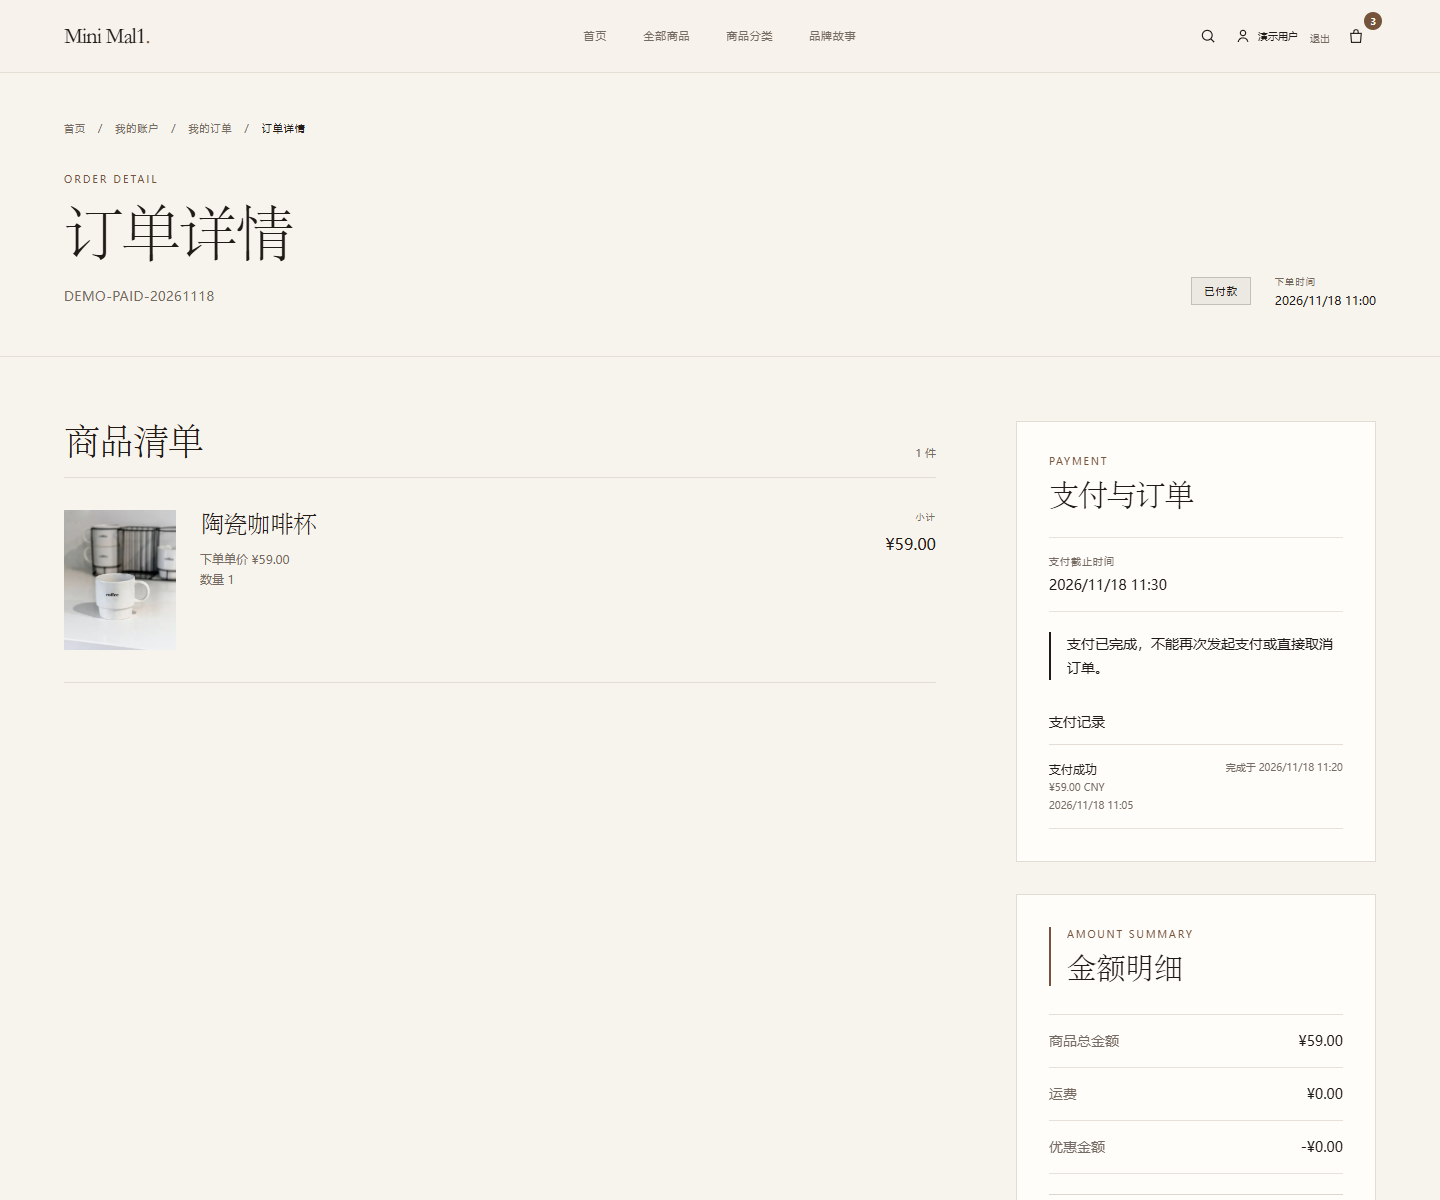 Mini Mal1.
首页
全部商品
商品分类
品牌故事
演示用户
退出
3
首页 / 我的账户 / 我的订单 / 订单详情
ORDER DETAIL
订单详情
DEMO-PAID-20261118
已付款
下单时间
2026/11/18 11:00
商品清单
1 件
coffee
陶瓷咖啡杯
下单单价 ¥59.00
数量 1
小计
¥59.00
PAYMENT
支付与订单
支付截止时间
2026/11/18 11:30
支付已完成，不能再次发起支付或直接取消
订单。
支付记录
支付成功
完成于 2026/11/18 11:20
¥59.00 CNY
2026/11/18 11:05
AMOUNT SUMMARY
金额明细
商品总金额
¥59.00
运费
¥0.00
优惠金额
-¥0.00